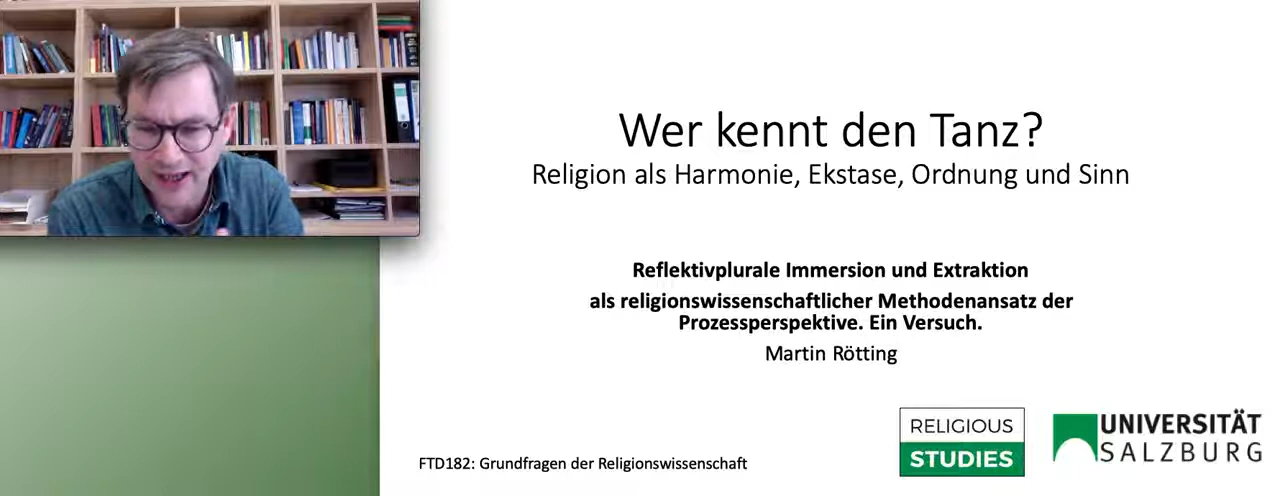 Wer kennt den Tanz?
Religion als Harmonie, Ekstase, Ordnung und Sinn
Reflektivplurale Immersion und Extraktion
als religionswissenschaftlicher Methodenansatz der
Prozessperspektive. Ein Versuch.
Martin Rötting
RELIGIOUS
STUDIES
UNIVERSITÄT
SALZBURG
FTD182: Grundfragen der Religionswissenschaft